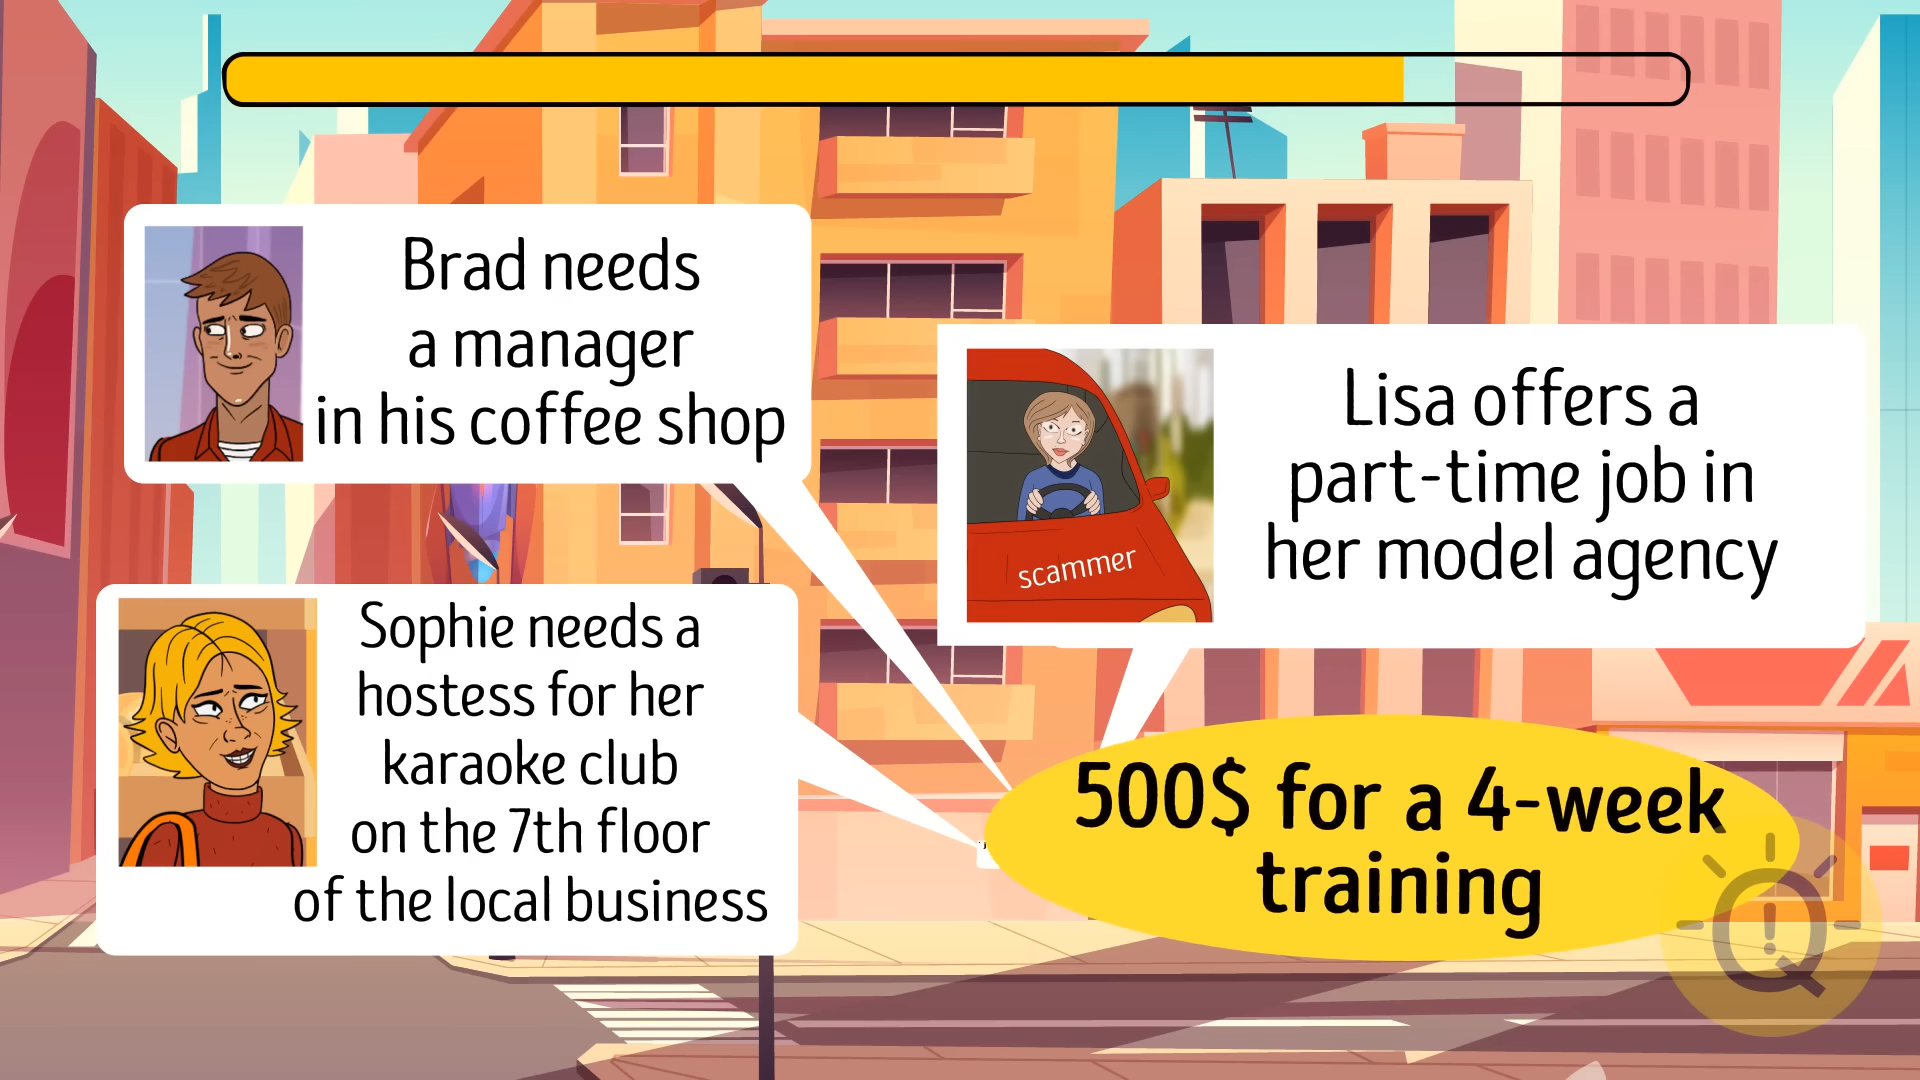 Brad needs
a manager
in his coffee shop
Lisa offers a
part-time job in
her model agency
scammer
Sophie needs a
hostess for her
karaoke club
on the 7th floor
of the local business
500$ for a 4-week
training